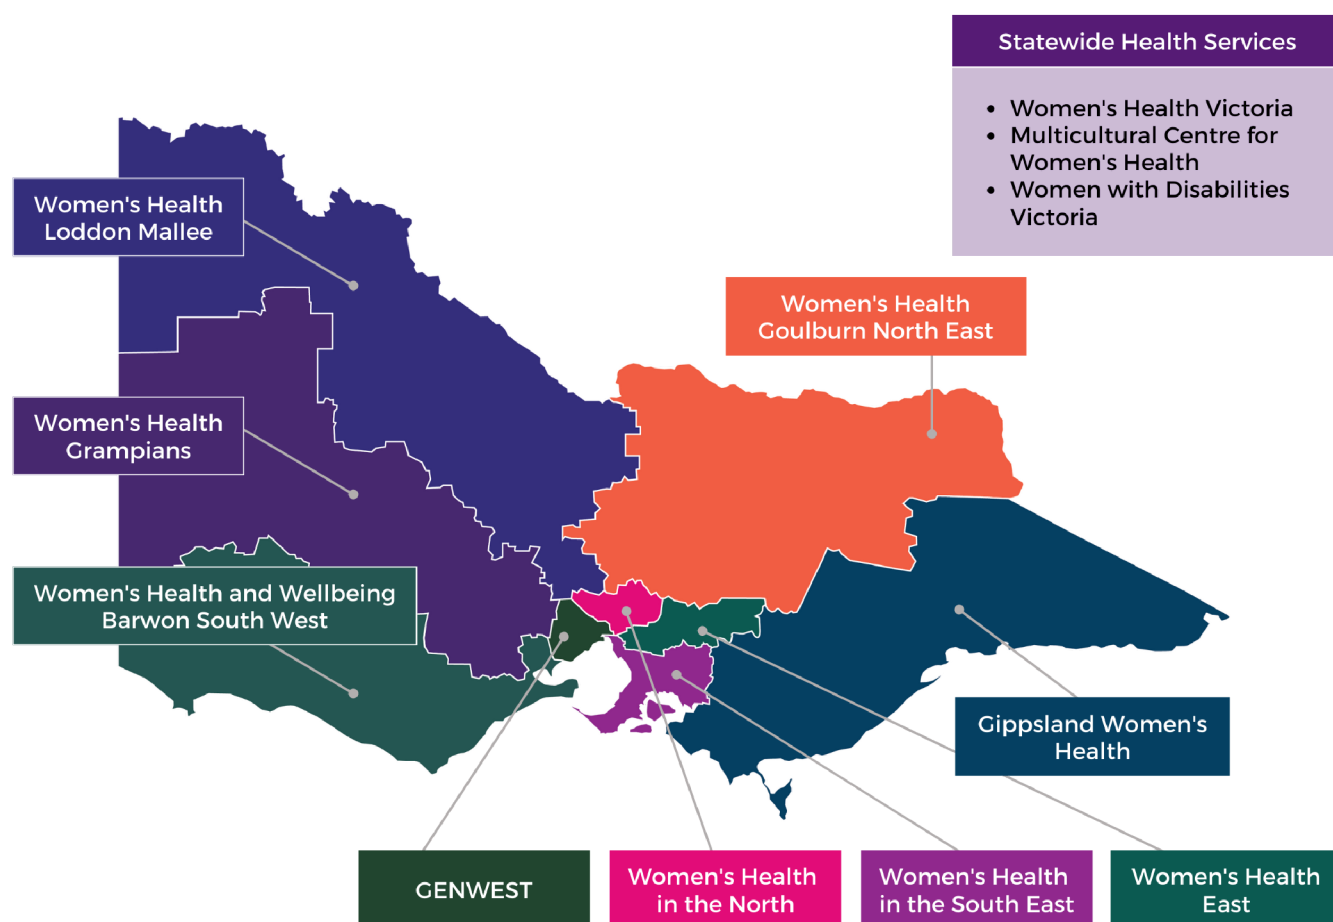 Statewide Health Services
• Women's Health Victoria
• Multicultural Centre for
Women's Health
• Women with Disabilities
Victoria
Women's Health
Loddon Mallee
Women's Health
Goulburn North East
Women's Health
Grampians
Women's Health and Wellbeing
Barwon South West
Gippsland Women's
Health
GENWEST
Women's Health
in the North
Women's Health
in the South East
Women's Health
East